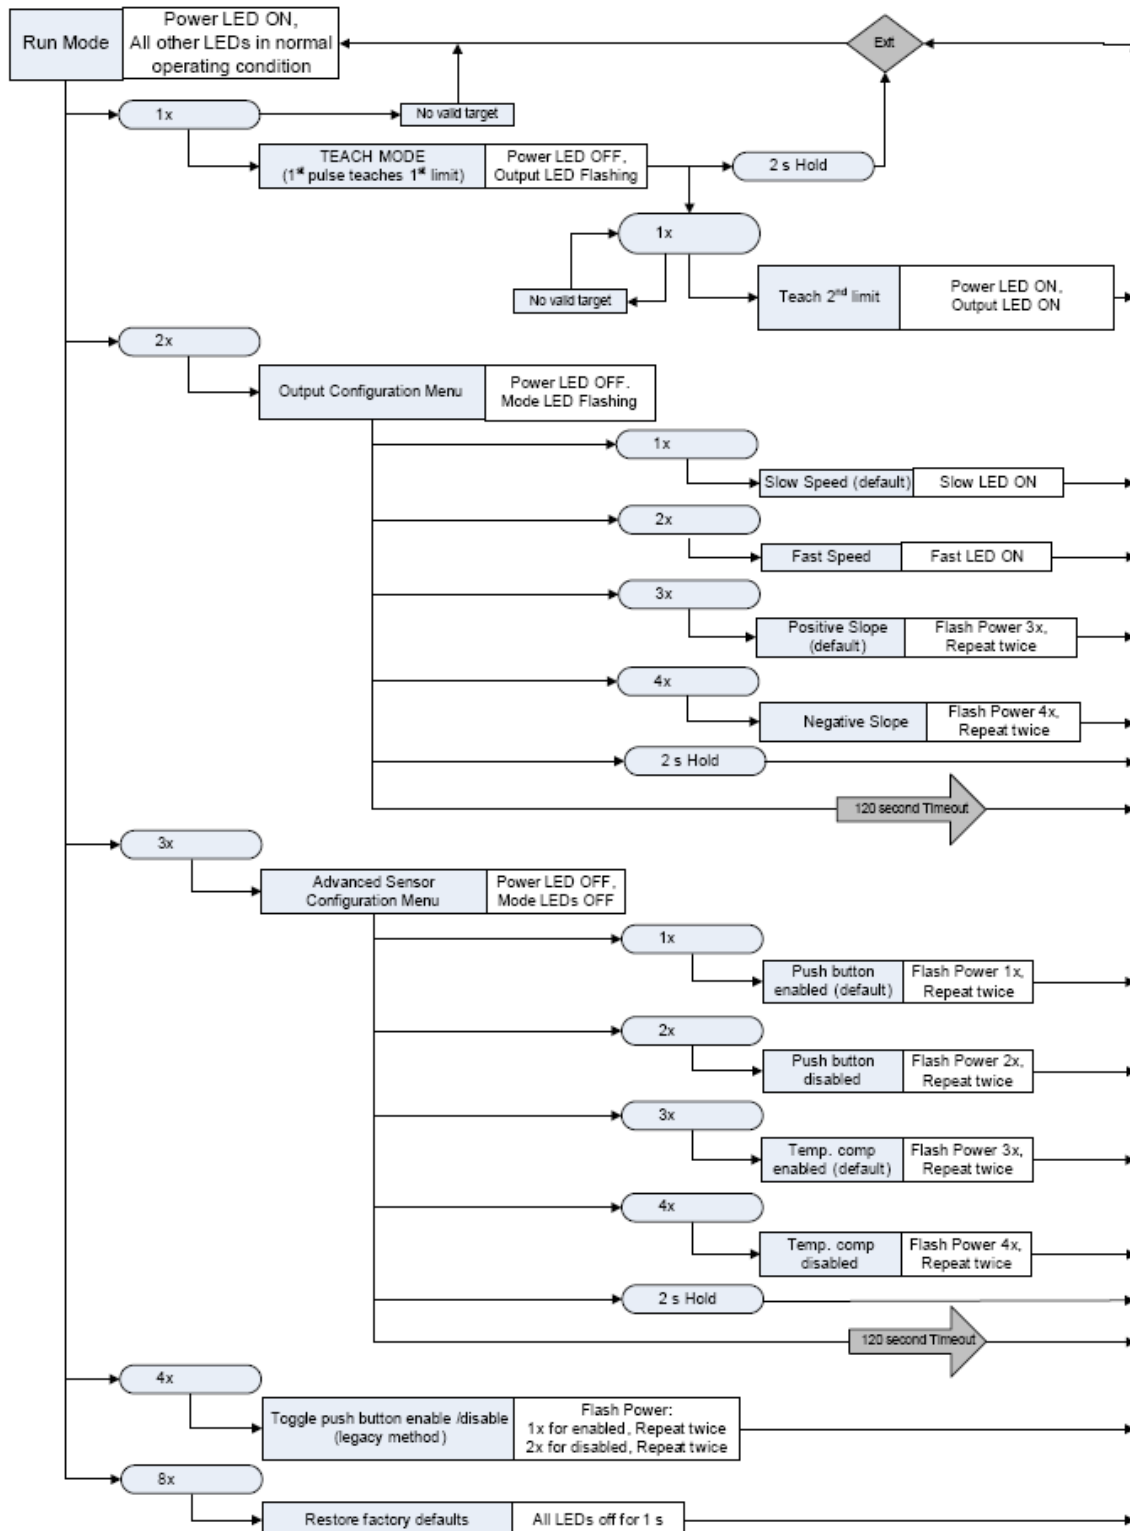 Run Mode
Power LED ON,
All other LEDs in normal
operating condition
Exit
1x
No valid target
TEACH MODE
(1st pulse teaches 1st limit)
Power LED OFF,
Output LED Flashing
2 s Hold
1x
No valid target
Teach 2nd limit
Power LED ON,
Output LED ON
2x
Output Configuration Menu
Power LED OFF.
Mode LED Flashing
1x
Slow Speed (default)
Slow LED ON
2x
Fast Speed
Fast LED ON
3x
Positive Slope
(default)
Flash Power 3x,
Repeat twice
4x
Negative Slope
Flash Power 4x,
Repeat twice
2 s Hold
120 second Timeout
3x
Advanced Sensor
Configuration Menu
Power LED OFF,
Mode LEDs OFF
1x
Push button
enabled (default)
Flash Power 1x,
Repeat twice
2x
Push button
disabled
Flash Power 2x,
Repeat twice
3x
Temp. comp
enabled (default)
Flash Power 3x,
Repeat twice
4x
Temp. comp
disabled
Flash Power 4x,
Repeat twice
2 s Hold
120 second Timeout
4x
Toggle push button enable /disable
(legacy method)
Flash Power:
1x for enabled, Repeat twice
2x for disabled, Repeat twice
8x
Restore factory defaults
All LEDs off for 1 s